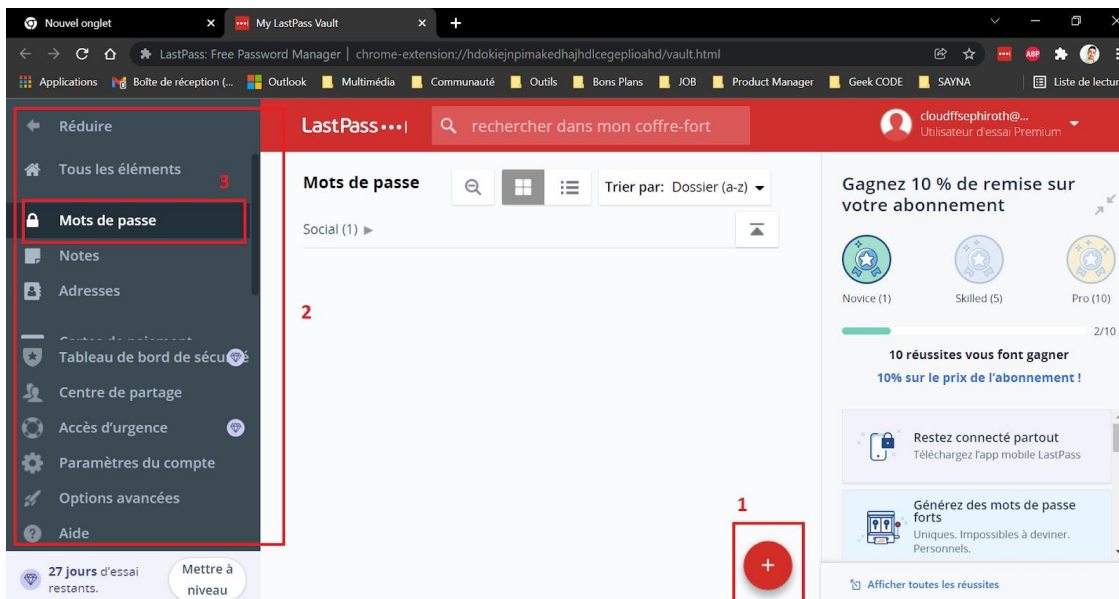 Nouvel onglet
My LastPass Vault
LastPass: Free Password Manager | chrome-extension://hdokiejnpimakedhajhdlcegeplioahd/vault.html
Applications
Boîte de réception (...
Outlook
Multimédia
Communauté
Outils
Bons Plans
JOB
Product Manager
Geek CODE
SAYNA
Liste de lectur
ABP
Réduire
Tous les éléments
3
Mots de passe
Notes
Adresses
Cartes de paiement
Tableau de bord de sécurité
Centre de partage
Accès d'urgence
Paramètres du compte
Options avancées
Aide
27 jours d'essai
restants.
Mettre à
niveau
2
LastPass
rechercher dans mon coffre-fort
cloudffsephiroth@...
Utilisateur d'essai Premium
Mots de passe
Trier par: Dossier (a-z)
Social (1)
1
+
Gagnez 10 % de remise sur
votre abonnement
Novice (1)
Skilled (5)
Pro (10)
2/10
10 réussites vous font gagner
10% sur le prix de l'abonnement !
Restez connecté partout
Téléchargez l'app mobile LastPass
Générez des mots de passe
forts
Uniques. Impossibles à deviner.
Personnels.
Afficher toutes les réussites